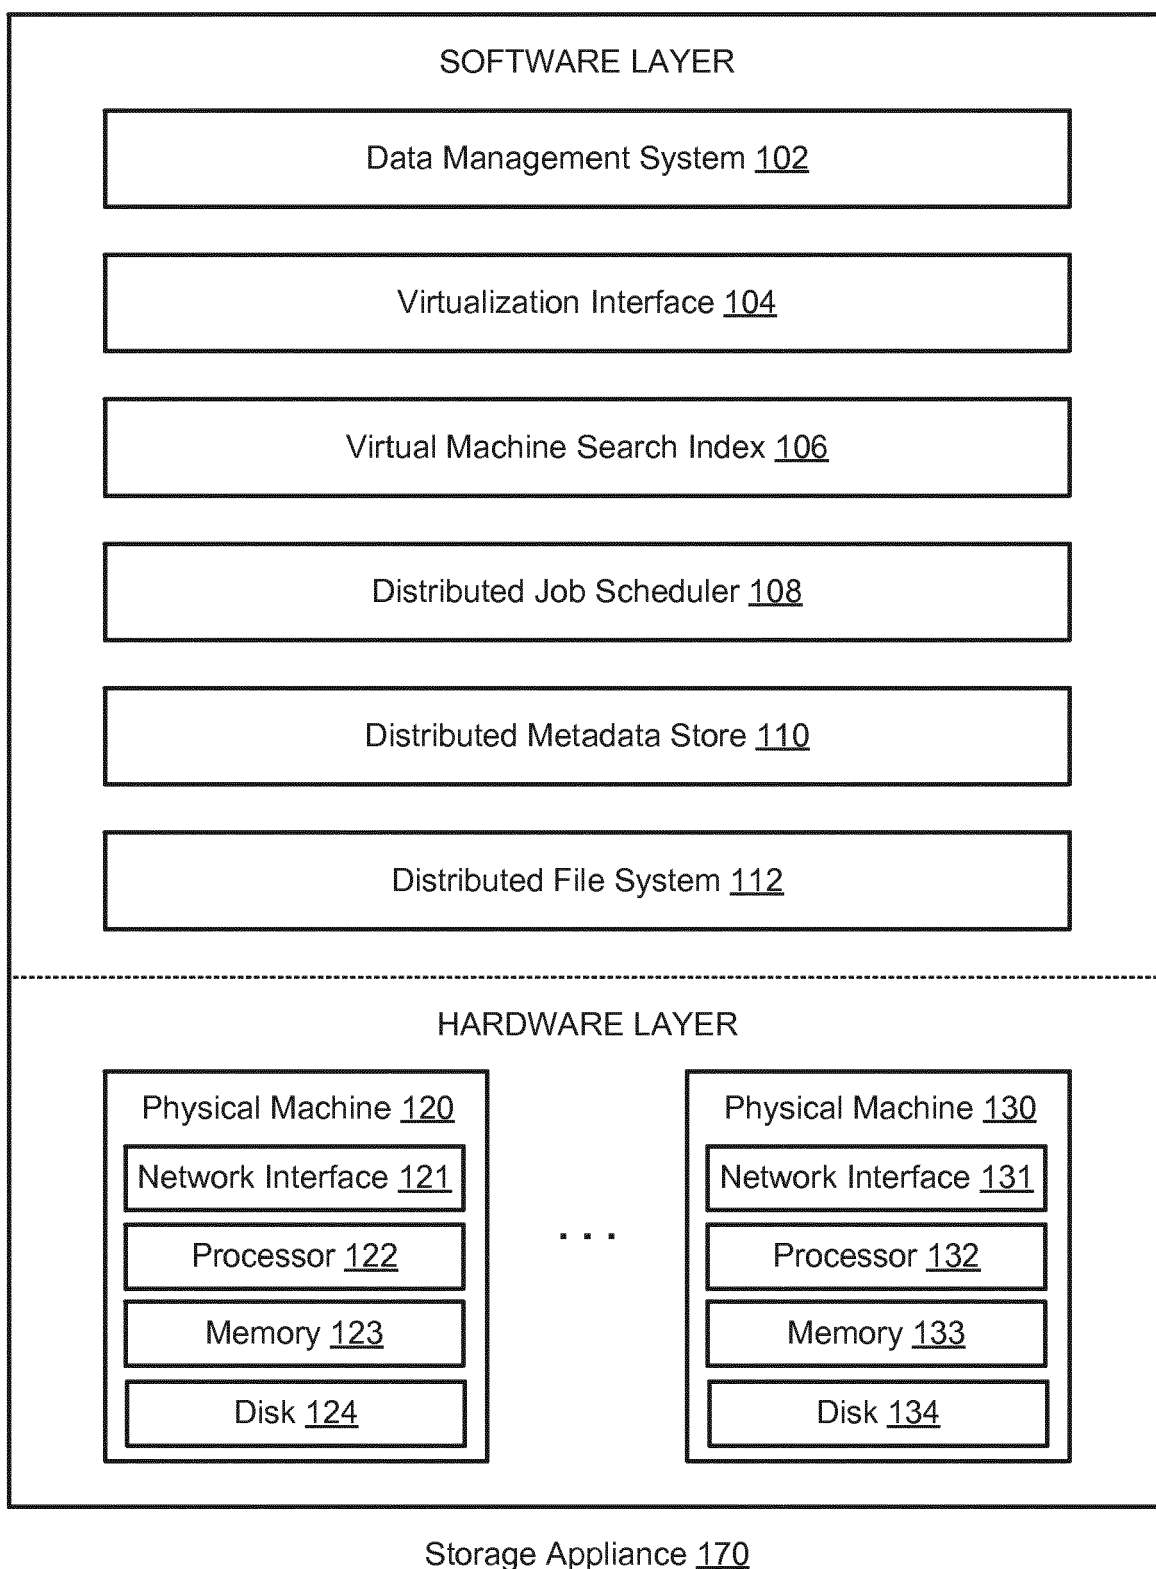 SOFTWARE LAYER
Data Management System 102
Virtualization Interface 104
Virtual Machine Search Index 106
Distributed Job Scheduler 108
Distributed Metadata Store 110
Distributed File System 112
HARDWARE LAYER
Physical Machine 120
Network Interface 121
Processor 122
Memory 123
Disk 124
. . .
Physical Machine 130
Network Interface 131
Processor 132
Memory 133
Disk 134
Storage Appliance 170